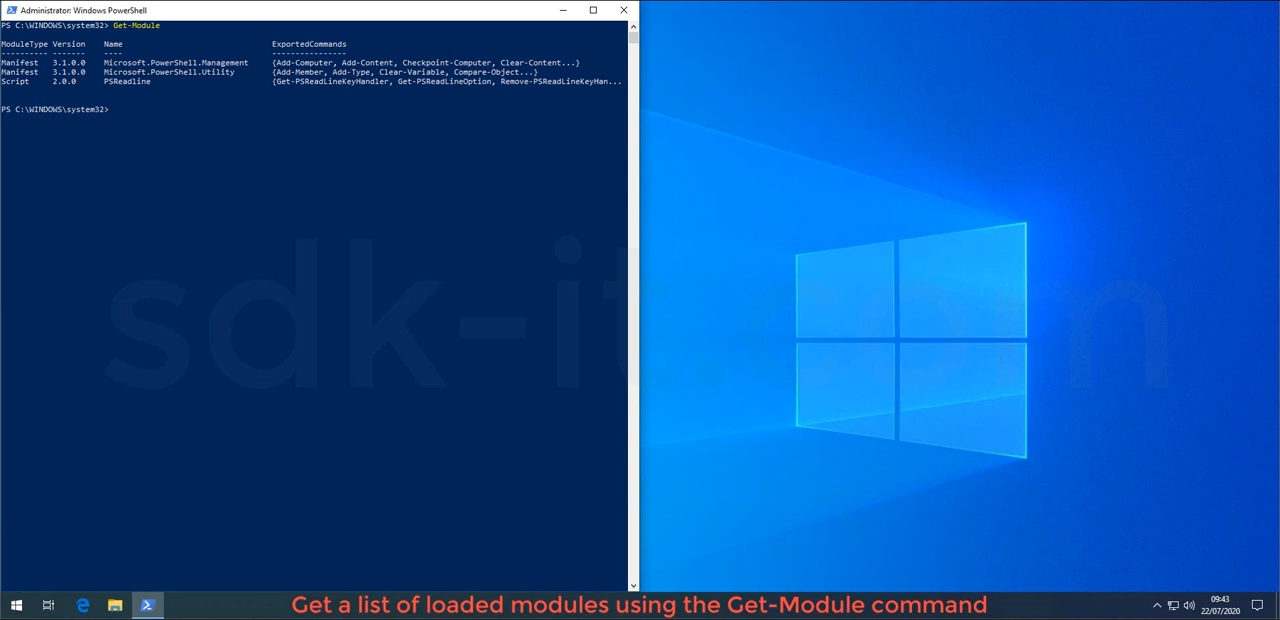 Administrator: Windows PowerShell
PS C:\WINDOWS\system32> Get-Module
ModuleType Version    Name                                ExportedCommands
---------- -------    ----                                ----------------
Manifest   3.1.0.0    Microsoft.PowerShell.Management     {Add-Computer, Add-Content, Checkpoint-Computer, Clear-Content...}
Manifest   3.1.0.0    Microsoft.PowerShell.Utility        {Add-Member, Add-Type, Clear-Variable, Compare-Object...}
Script     2.0.0      PSReadline                          {Get-PSReadLineKeyHandler, Get-PSReadLineOption, Remove-PSReadLineKeyHan...
PS C:\WINDOWS\system32>
sdk-it.com
Get a list of loaded modules using the Get-Module command
09:43
22/07/2020